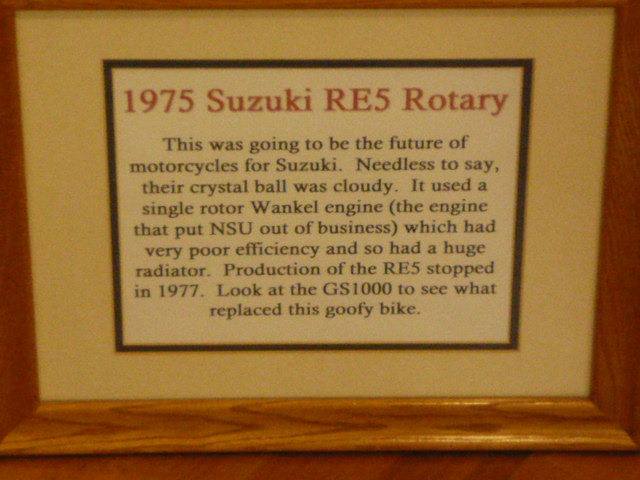 1975 Suzuki RE5 Rotary
This was going to be the future of
motorcycles for Suzuki.  Needless to say,
their crystal ball was cloudy.  It used a
single rotor Wankel engine (the engine
that put NSU out of business) which had
very poor efficiency and so had a huge
radiator.  Production of the RE5 stopped
in 1977.  Look at the GS1000 to see what
replaced this goofy bike.